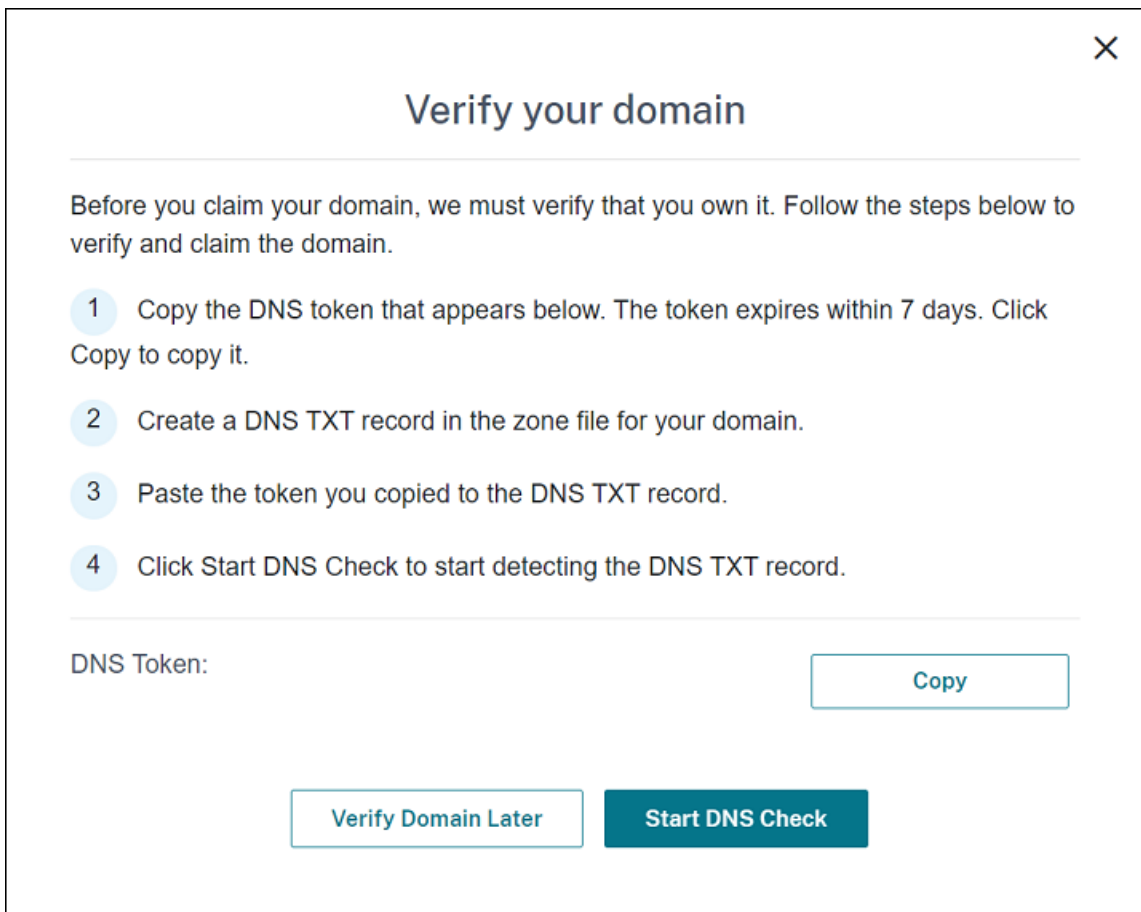 Verify your domain
Before you claim your domain, we must verify that you own it. Follow the steps below to
verify and claim the domain.
1 Copy the DNS token that appears below. The token expires within 7 days. Click
Copy to copy it.
2 Create a DNS TXT record in the zone file for your domain.
3 Paste the token you copied to the DNS TXT record.
4 Click Start DNS Check to start detecting the DNS TXT record.
DNS Token:
Copy
Verify Domain Later
Start DNS Check